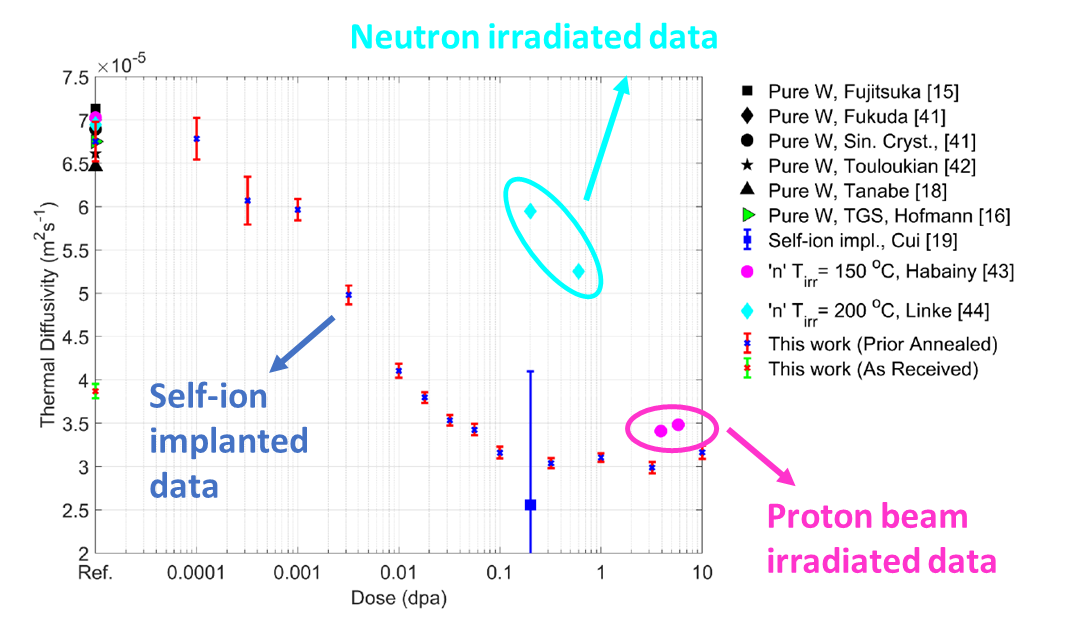 Neutron irradiated data
×10⁻⁵
7.5
7
6.5
6
5.5
5
4.5
4
3.5
3
2.5
2
Thermal Diffusivity (m²s⁻¹)
Ref.
0.0001
0.001
0.01
0.1
1
10
Dose (dpa)
Self-ion
implanted
data
Pure W, Fujitsuka [15]
Pure W, Fukuda [41]
Pure W, Sin. Cryst., [41]
Pure W, Touloukian [42]
Pure W, Tanabe [18]
Pure W, TGS, Hofmann [16]
Self-ion impl., Cui [19]
'n' Tirr= 150 °C, Habainy [43]
'n' Tirr= 200 °C, Linke [44]
This work (Prior Annealed)
This work (As Received)
Proton beam
irradiated data